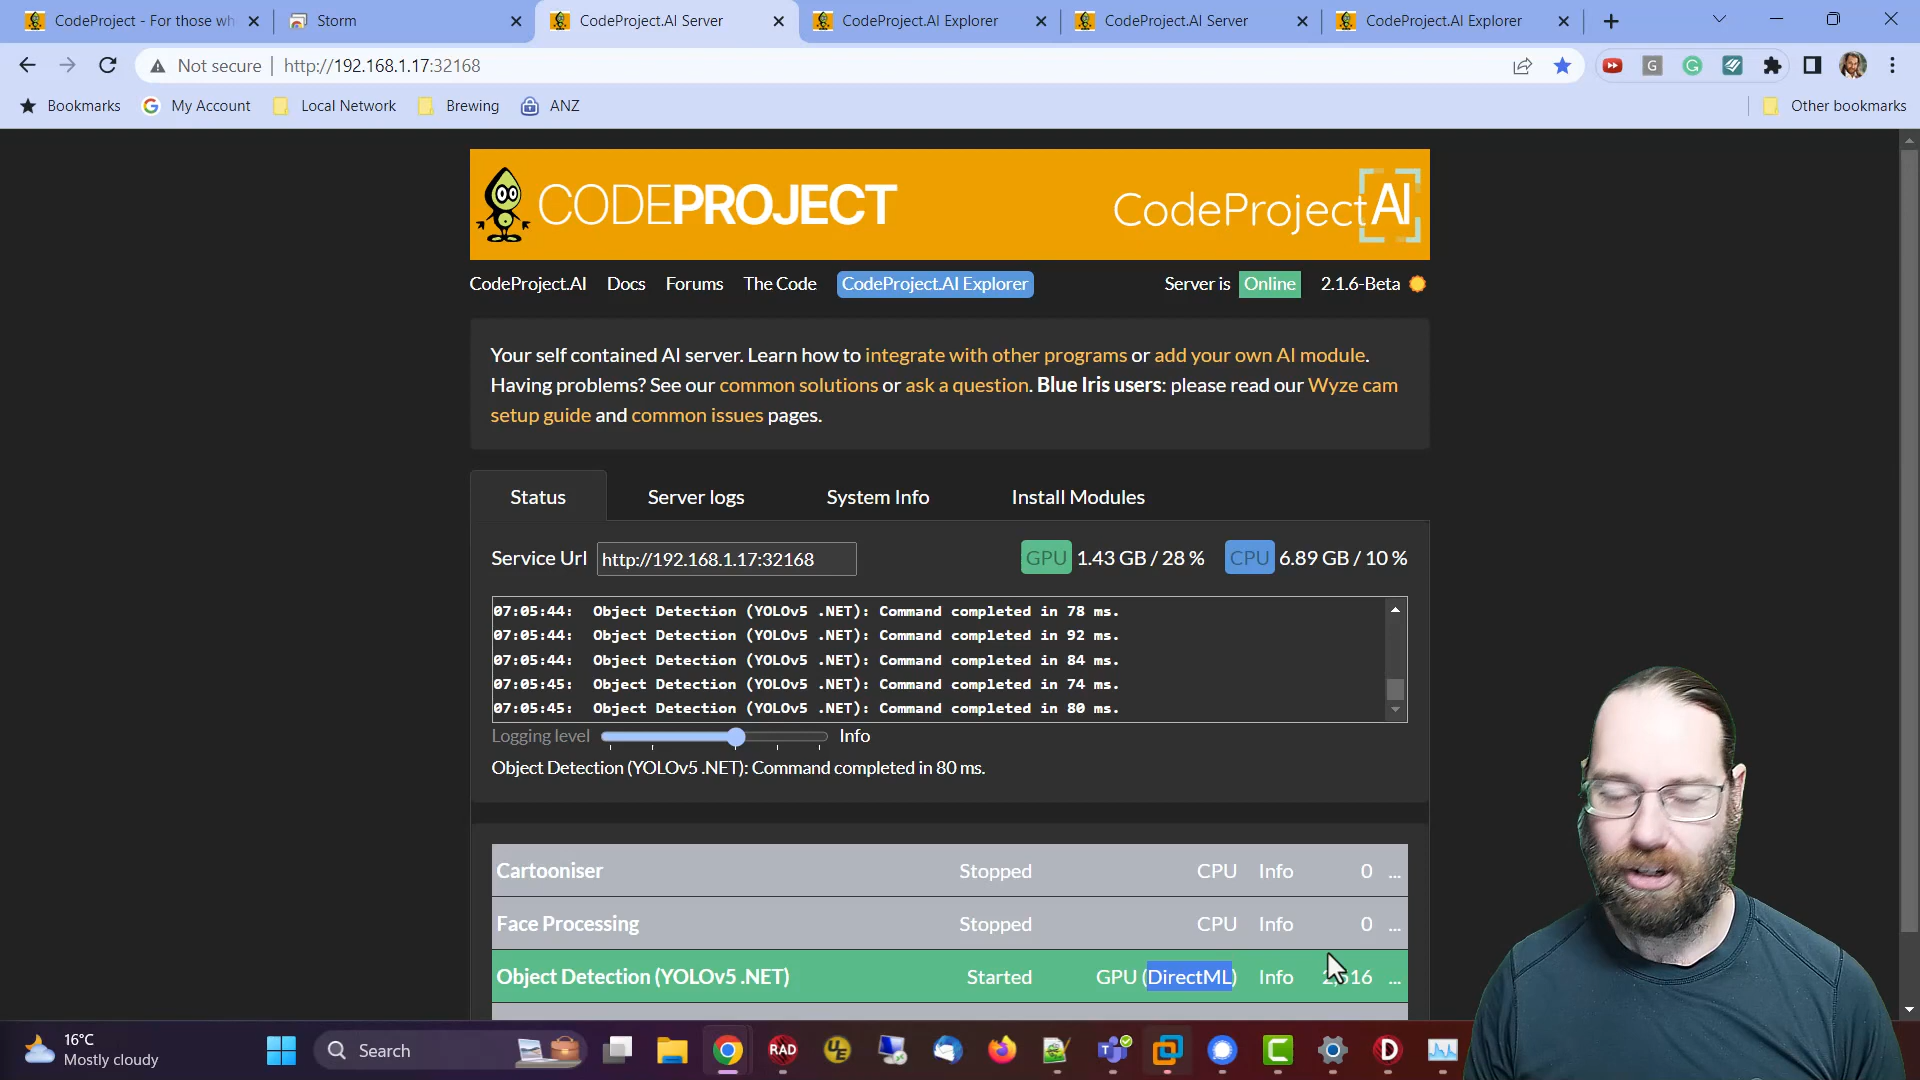 CodeProject - For those wh
Storm
CodeProject.AI Server
CodeProject.AI Explorer
CodeProject.AI Server
CodeProject.AI Explorer
Not secure
http://192.168.1.17:32168
Bookmarks
My Account
Local Network
Brewing
ANZ
Other bookmarks
CODEPROJECT
CodeProject AI
CodeProject.AI
Docs
Forums
The Code
CodeProject.AI Explorer
Server is Online
2.1.6-Beta
Your self contained AI server. Learn how to integrate with other programs or add your own AI module.
Having problems? See our common solutions or ask a question. Blue Iris users: please read our Wyze cam
setup guide and common issues pages.
Status
Server logs
System Info
Install Modules
Service Url http://192.168.1.17:32168
GPU 1.43 GB / 28 %
CPU 6.89 GB / 10 %
07:05:44: Object Detection (YOLOv5 .NET): Command completed in 78 ms.
07:05:44: Object Detection (YOLOv5 .NET): Command completed in 92 ms.
07:05:44: Object Detection (YOLOv5 .NET): Command completed in 84 ms.
07:05:45: Object Detection (YOLOv5 .NET): Command completed in 74 ms.
07:05:45: Object Detection (YOLOv5 .NET): Command completed in 80 ms.
Logging level
Info
Object Detection (YOLOv5 .NET): Command completed in 80 ms.
Cartooniser Stopped CPU Info 0 ...
Face Processing Stopped CPU Info 0 ...
Object Detection (YOLOv5 .NET) Started GPU (DirectML) Info ...
16°C
Mostly cloudy
Search
RAD
UE